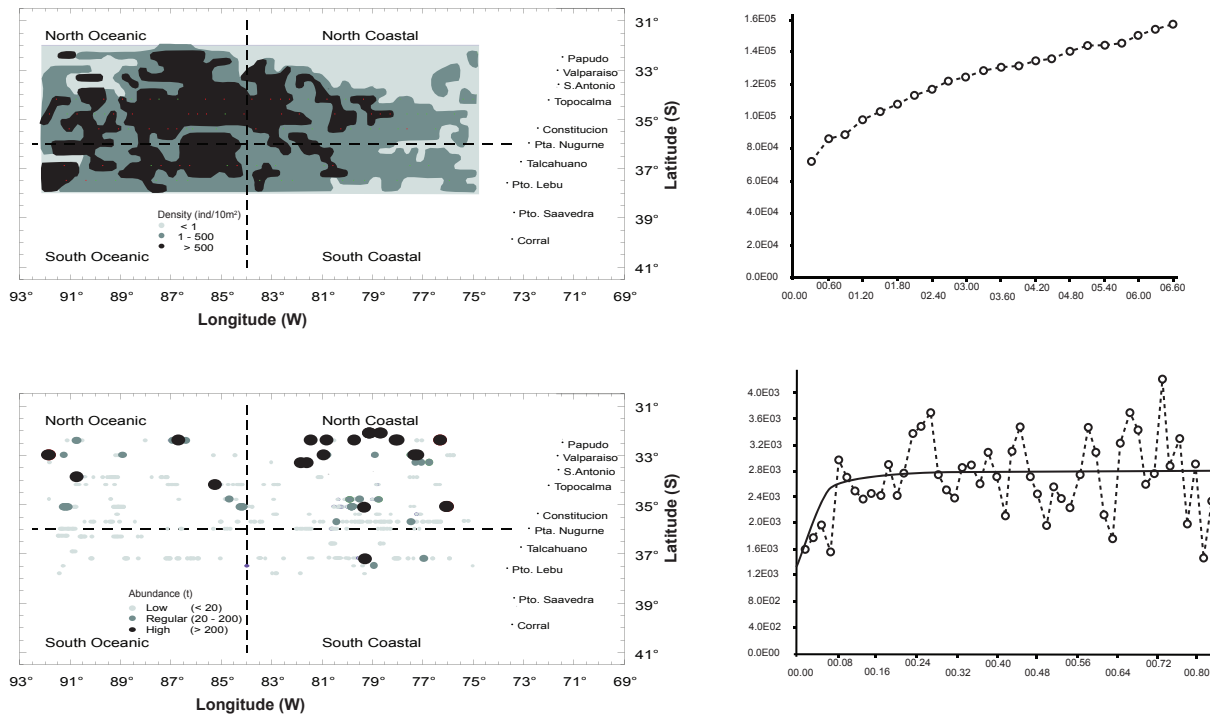 North Oceanic
North Coastal
Papudo
Valparaiso
S.Antonio
Topocalma
Constitucion
Pta. Nugurne
Talcahuano
Pto. Lebu
Pto. Saavedra
Corral
Density (ind/10m²)
< 1
1 - 500
> 500
South Oceanic
South Coastal
31°
33°
35°
37°
39°
41°
Latitude (S)
93° 91° 89° 87° 85° 83° 81° 79° 77° 75° 73° 71° 69°
Longitude (W)
1.6E05
1.4E05
1.2E05
1.0E05
8.0E04
6.0E04
4.0E04
2.0E04
0.0E00
00.00 00.60 01.20 01.80 02.40 03.00 03.60 04.20 04.80 05.40 06.00 06.60
North Oceanic
North Coastal
Papudo
Valparaiso
S.Antonio
Topocalma
Constitucion
Pta. Nugurne
Talcahuano
Pto. Lebu
Pto. Saavedra
Corral
Abundance (t)
Low (< 20)
Regular (20 - 200)
High (> 200)
South Oceanic
South Coastal
31°
33°
35°
37°
39°
41°
Latitude (S)
93° 91° 89° 87° 85° 83° 81° 79° 77° 75° 73° 71° 69°
Longitude (W)
4.0E03
3.6E03
3.2E03
2.8E03
2.4E03
2.0E03
1.6E03
1.2E03
8.0E02
4.0E02
0.0E00
00.00 00.08 00.16 00.24 00.32 00.40 00.48 00.56 00.64 00.72 00.80